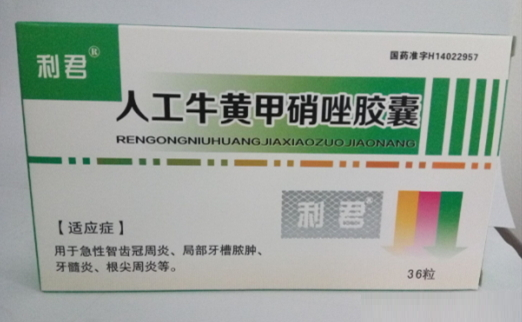 利君®
国药准字H14022957
人工牛黄甲硝唑胶囊
RENGONGNIUHUANGJIAXIAOZUOJIAONANG
利君
【适应症】
用于急性智齿冠周炎、局部牙槽脓肿、
牙髓炎、根尖周炎等。
36粒